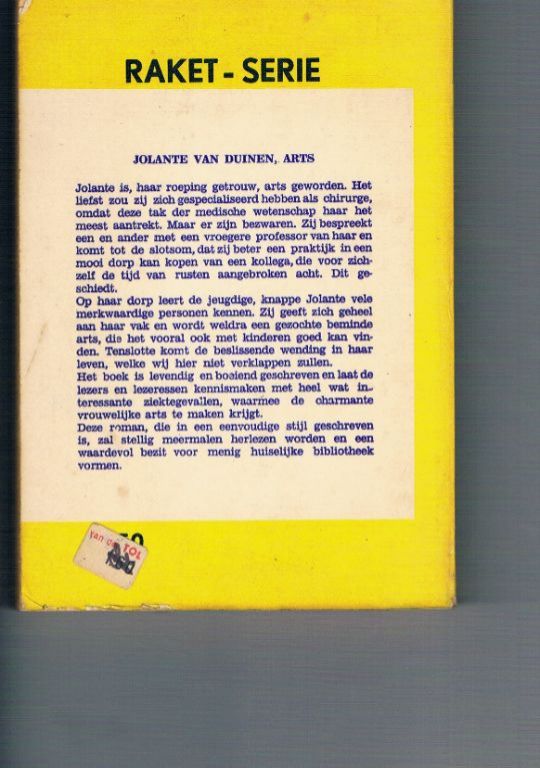 RAKET - SERIE
JOLANTE VAN DUINEN, ARTS
Jolante is, haar roeping getrouw, arts geworden. Het
liefst zou zij zich gespecialiseerd hebben als chirurge,
omdat deze tak der medische wetenschap haar het
meest aantrekt. Maar er zijn bezwaren. Zij bespreekt
een en ander met een vroegere professor van haar en
komt tot de slotsom, dat zij beter een praktijk in een
mooi dorp kan kopen van een kollega, die voor zich-
zelf de tijd van rusten aangebroken acht. Dit ge-
schiedt.
Op haar dorp leert de jeugdige, knappe Jolante vele
merkwaardige personen kennen. Zij geeft zich geheel
aan haar vak en wordt weldra een gezochte beminde
arts, die het vooral ook met kinderen goed kan vin-
den. Tenslotte komt de beslissende wending in haar
leven, welke wij hier niet verklappen zullen.
Het boek is levendig en boeiend geschreven en laat de
lezers en lezeressen kennismaken met heel wat in-
teressante ziektegevallen, waarmee de charmante
vrouwelijke arts te maken krijgt.
Deze roman, die in een eenvoudige stijl geschreven
is, zal stellig meermalen herlezen worden en een
waardevol bezit voor menig huiselijke bibliotheek
vormen.
van der TOL